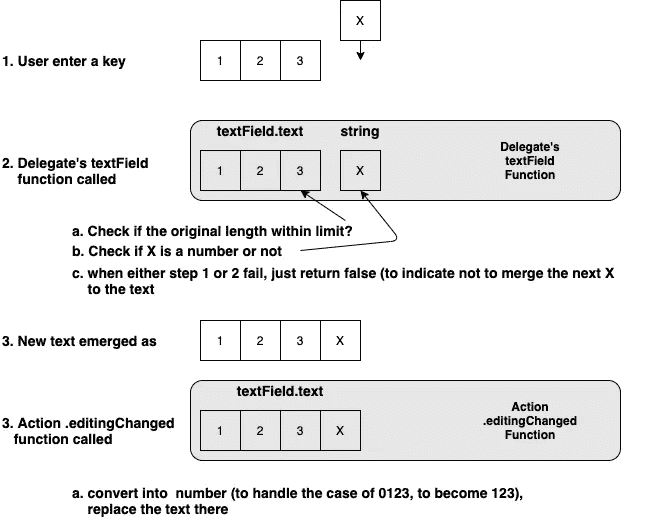 X
1. User enter a key
1 2 3
textField.text string
2. Delegate's textField
function called
1 2 3 X
Delegate's
textField
Function
a. Check if the original length within limit?
b. Check if X is a number or not
c. when either step 1 or 2 fail, just return false (to indicate not to merge the next X
to the text
3. New text emerged as
1 2 3 X
textField.text
3. Action .editingChanged
function called
1 2 3 X
Action
.editingChanged
Function
a. convert into number (to handle the case of 0123, to become 123),
replace the text there